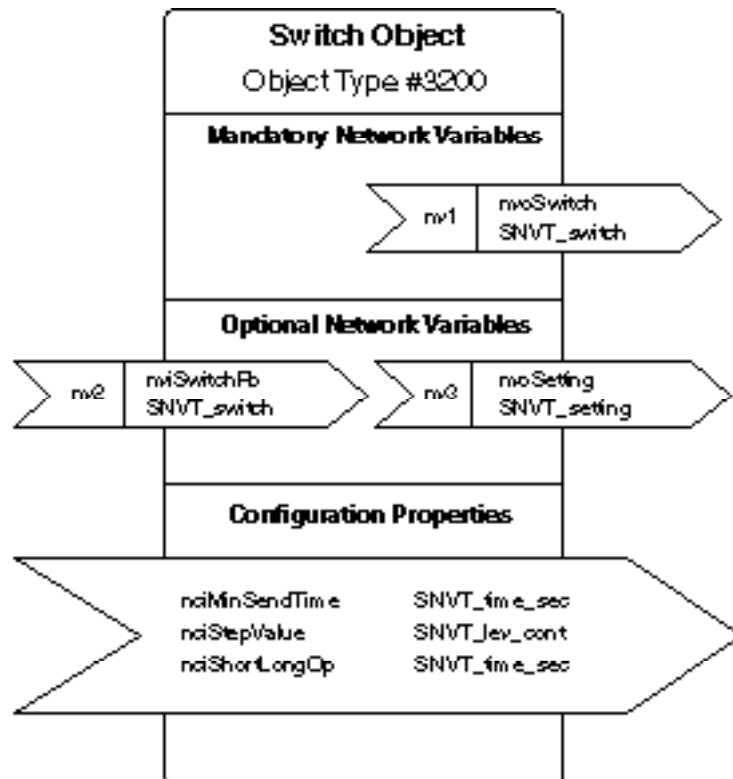 Switch Object
Object Type #3200
Mandatory Network Variables
nv1
nvoSwitch
SNVT_switch
Optional Network Variables
nv2
nviSwitchFb
SNVT_switch
nv3
nvoSetting
SNVT_setting
Configuration Properties
nciMinSendTime SNVT_time_sec
nciStepValue SNVT_lev_cont
nciShortLongOp SNVT_time_sec